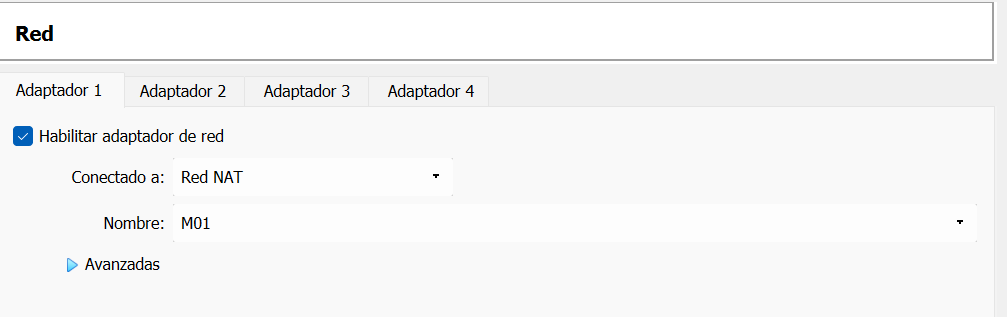 Red
Adaptador 1 Adaptador 2 Adaptador 3 Adaptador 4
Habilitar adaptador de red
Conectado a: Red NAT
Nombre: M01
Avanzadas